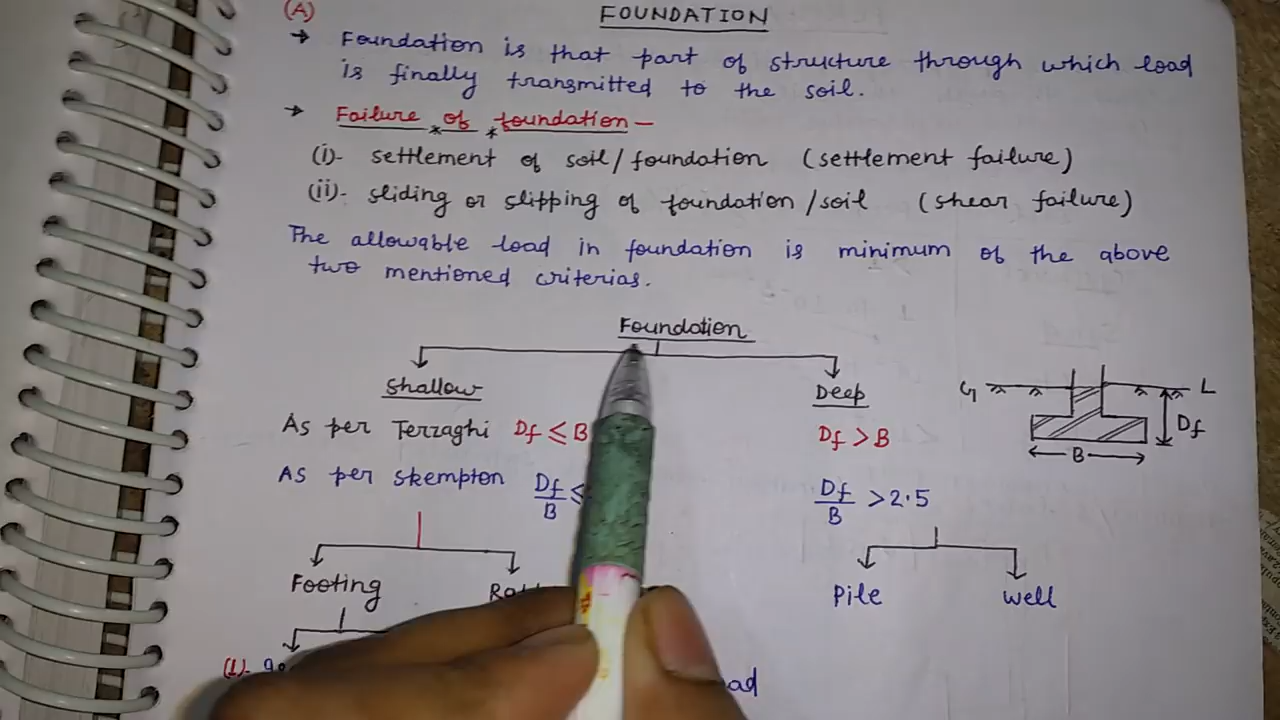 (A)
FOUNDATION
→ Foundation is that part of structure through which load
is finally transmitted to the soil.
→ Failure of foundation –
(i)- settlement of soil/foundation (settlement failure)
(ii)- sliding or slipping of foundation/soil (shear failure)
The allowable load in foundation is minimum of the above
two mentioned criterias.
Foundation
Shallow
Deep
As per Terzaghi Df ≤ B
Df > B
As per skempton Df/B ≤
Df/B > 2.5
G L
Df
B
Footing
Pile
Well
(1)-